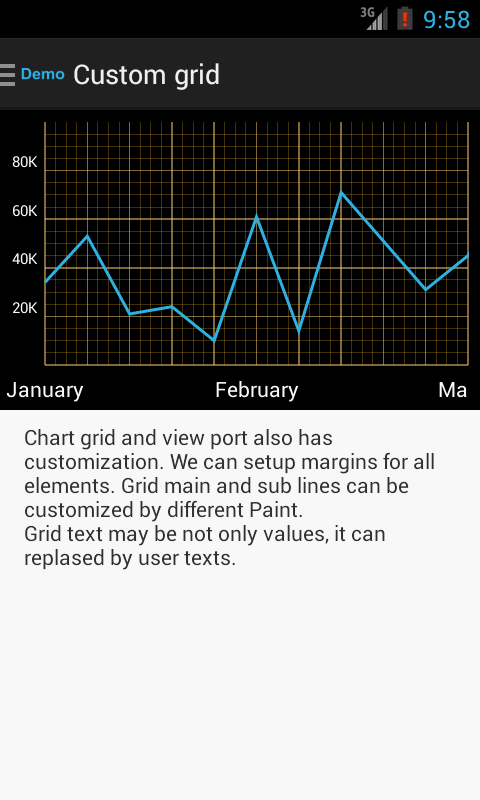 3G 9:58
Demo Custom grid
80K
60K
40K
20K
January February Ma
Chart grid and view port also has
customization. We can setup margins for all
elements. Grid main and sub lines can be
customized by different Paint.
Grid text may be not only values, it can
replased by user texts.